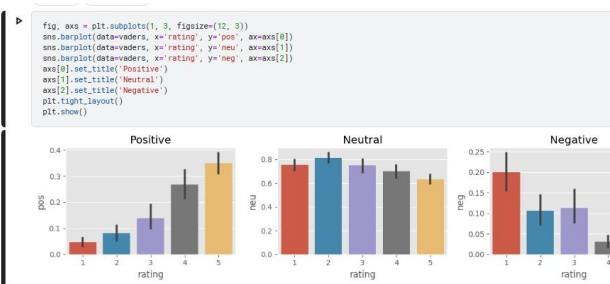 fig, axs = plt.subplots(1, 3, figsize=(12, 3))
sns.barplot(data=vaders, x='rating', y='pos', ax=axs[0])
sns.barplot(data=vaders, x='rating', y='neu', ax=axs[1])
sns.barplot(data=vaders, x='rating', y='neg', ax=axs[2])
axs[0].set_title('Positive')
axs[1].set_title('Neutral')
axs[2].set_title('Negative')
plt.tight_layout()
plt.show()
Positive
0.4
0.3
0.2
0.1
0.0
pos
1 2 3 4 5
rating
Neutral
0.8
0.6
0.4
0.2
0.0
neu
1 2 3 4 5
rating
Negative
0.25
0.20
0.15
0.10
0.05
0.00
neg
1 2 3 4
rating